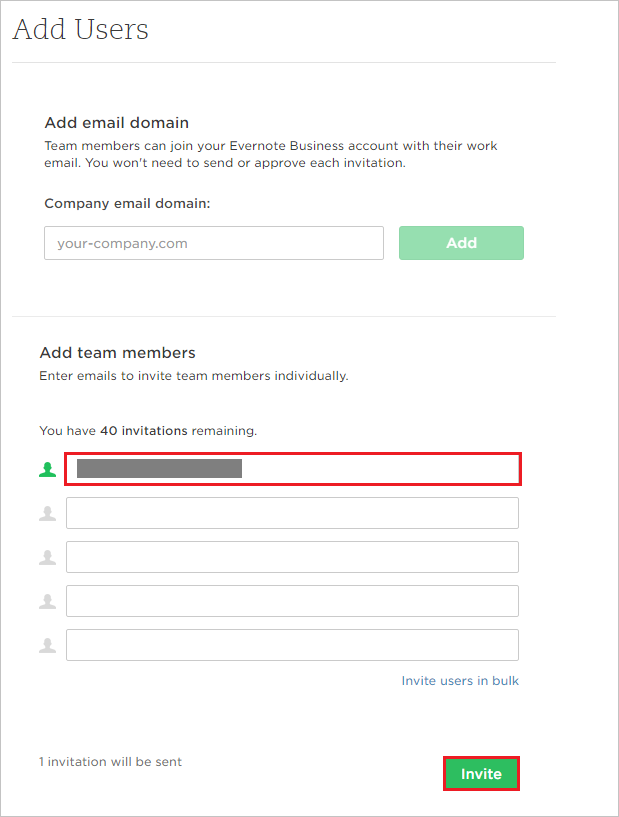 Add Users
Add email domain
Team members can join your Evernote Business account with their work
email. You won't need to send or approve each invitation.
Company email domain:
your-company.com
Add
Add team members
Enter emails to invite team members individually.
You have 40 invitations remaining.
Invite users in bulk
1 invitation will be sent
Invite